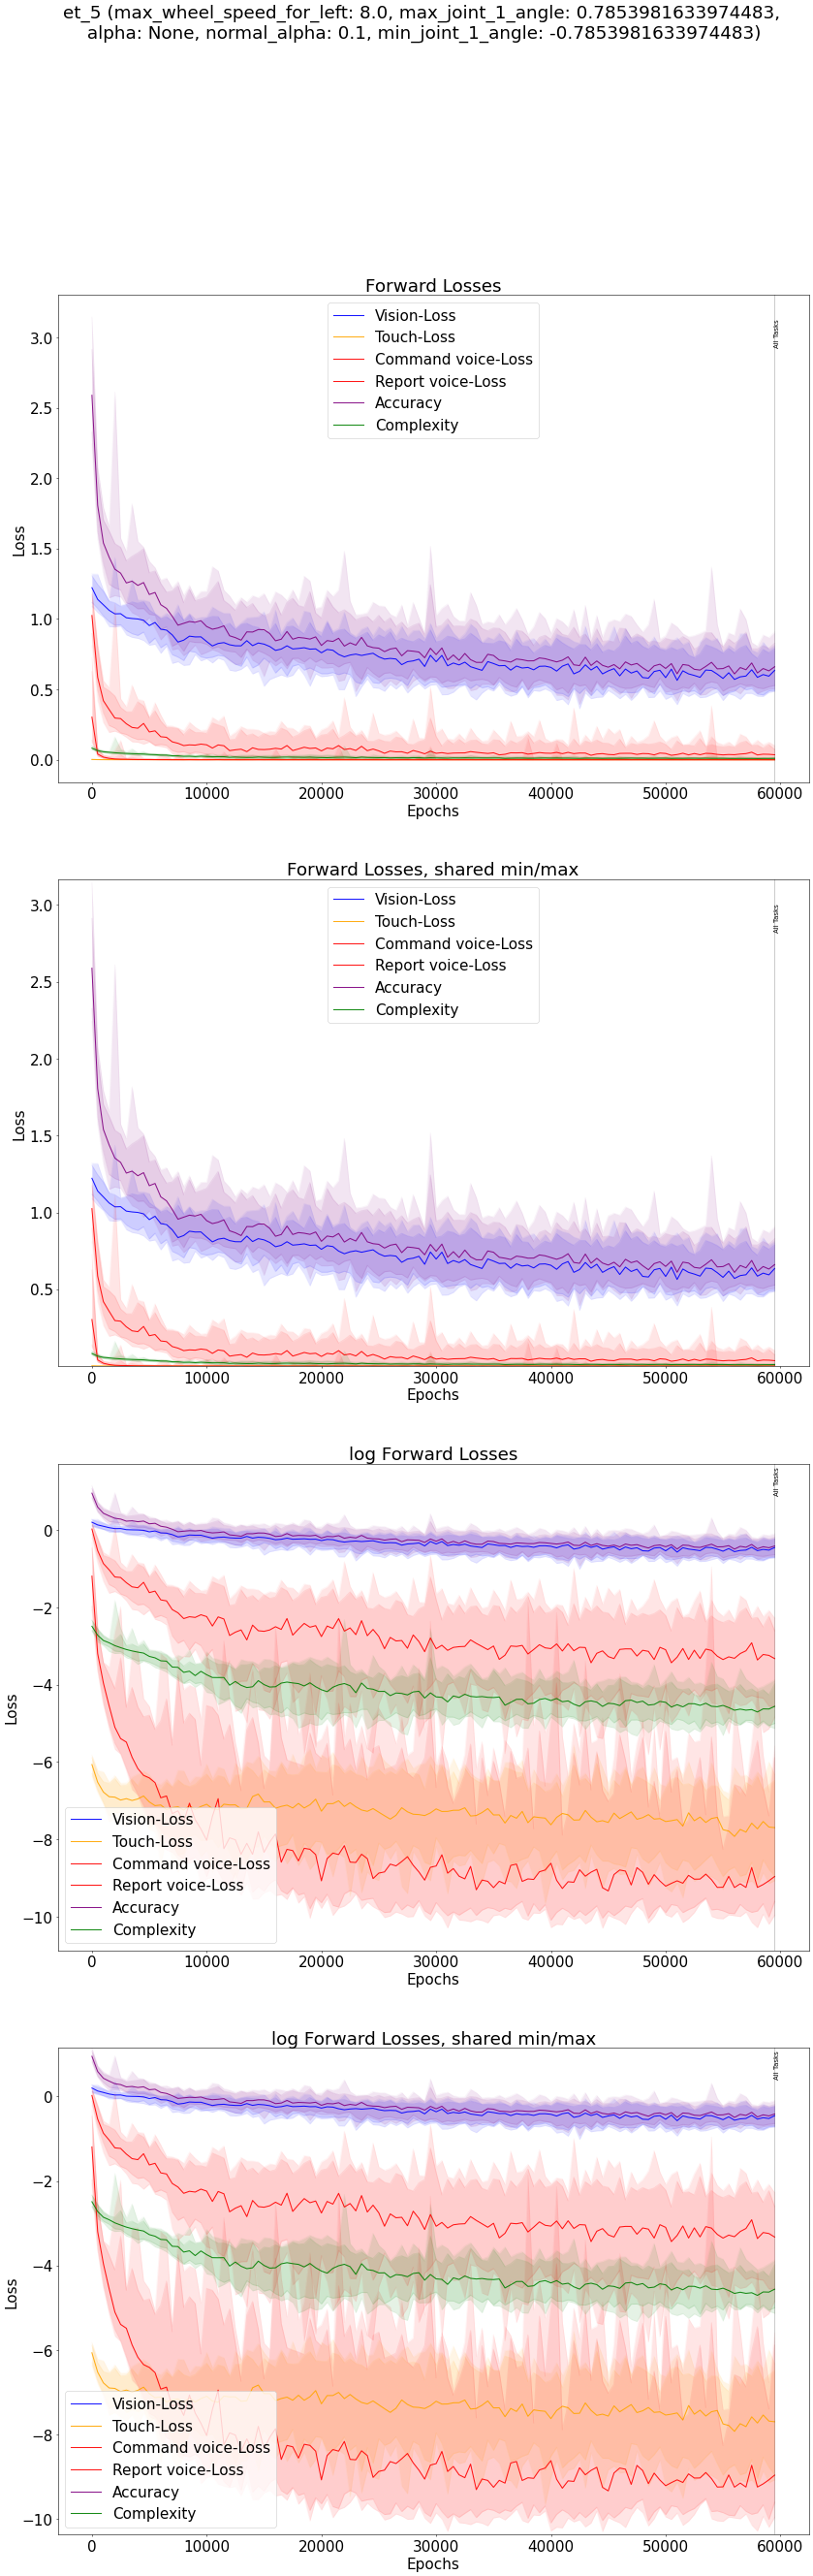 et_5 (max_wheel_speed_for_left: 8.0, max_joint_1_angle: 0.7853981633974483,
alpha: None, normal_alpha: 0.1, min_joint_1_angle: -0.7853981633974483)
Forward Losses
Vision-Loss
Touch-Loss
Command voice-Loss
Report voice-Loss
Accuracy
Complexity
All Tasks
3.0
2.5
2.0
1.5
1.0
0.5
0.0
Loss
0 10000 20000 30000 40000 50000 60000
Epochs
Forward Losses, shared min/max
Vision-Loss
Touch-Loss
Command voice-Loss
Report voice-Loss
Accuracy
Complexity
All Tasks
3.0
2.5
2.0
1.5
1.0
0.5
Loss
0 10000 20000 30000 40000 50000 60000
Epochs
log Forward Losses
All Tasks
0
−2
−4
−6
−8
−10
Loss
Vision-Loss
Touch-Loss
Command voice-Loss
Report voice-Loss
Accuracy
Complexity
0 10000 20000 30000 40000 50000 60000
Epochs
log Forward Losses, shared min/max
All Tasks
0
−2
−4
−6
−8
−10
Loss
Vision-Loss
Touch-Loss
Command voice-Loss
Report voice-Loss
Accuracy
Complexity
0 10000 20000 30000 40000 50000 60000
Epochs